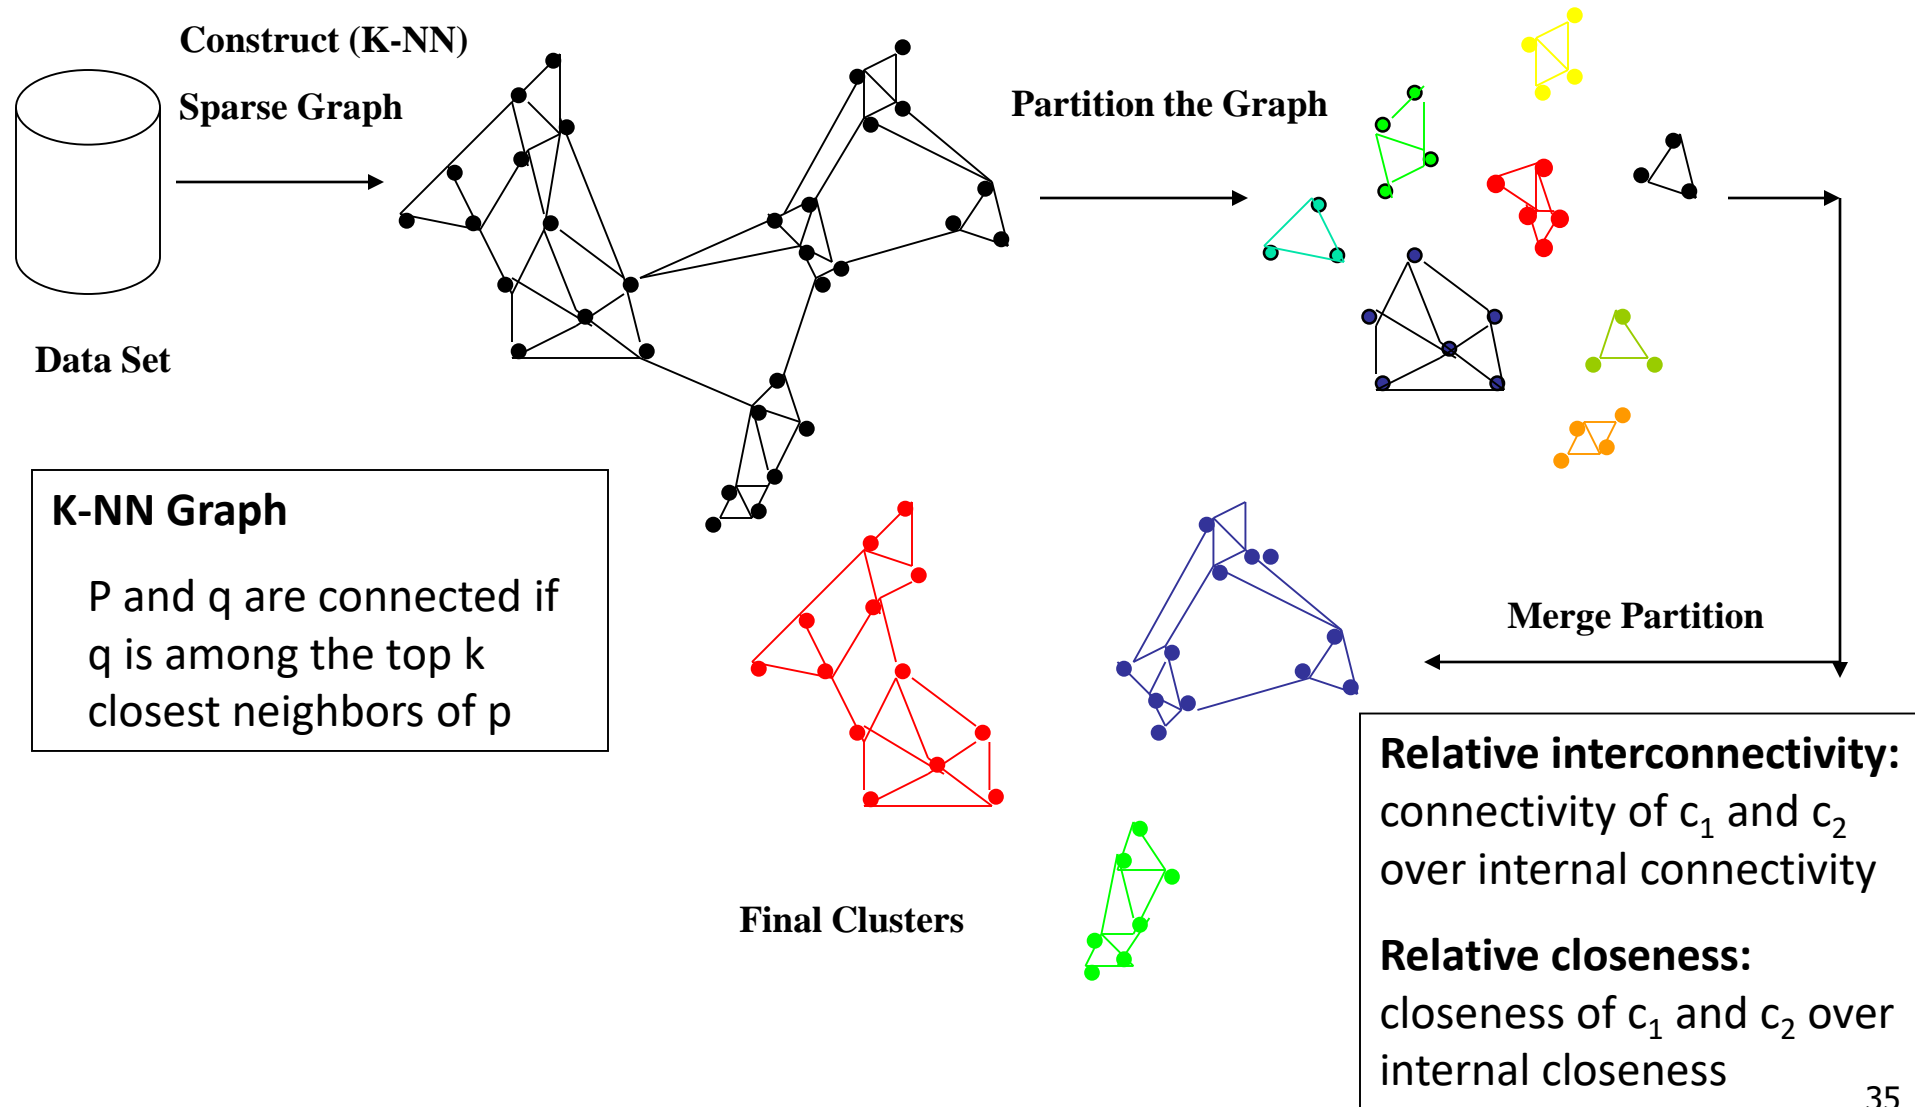 Construct (K-NN)
Sparse Graph
Data Set
Partition the Graph
K-NN Graph
P and q are connected if
q is among the top k
closest neighbors of p
Merge Partition
Final Clusters
Relative interconnectivity:
connectivity of c₁ and c₂
over internal connectivity
Relative closeness:
closeness of c₁ and c₂ over
internal closeness
35